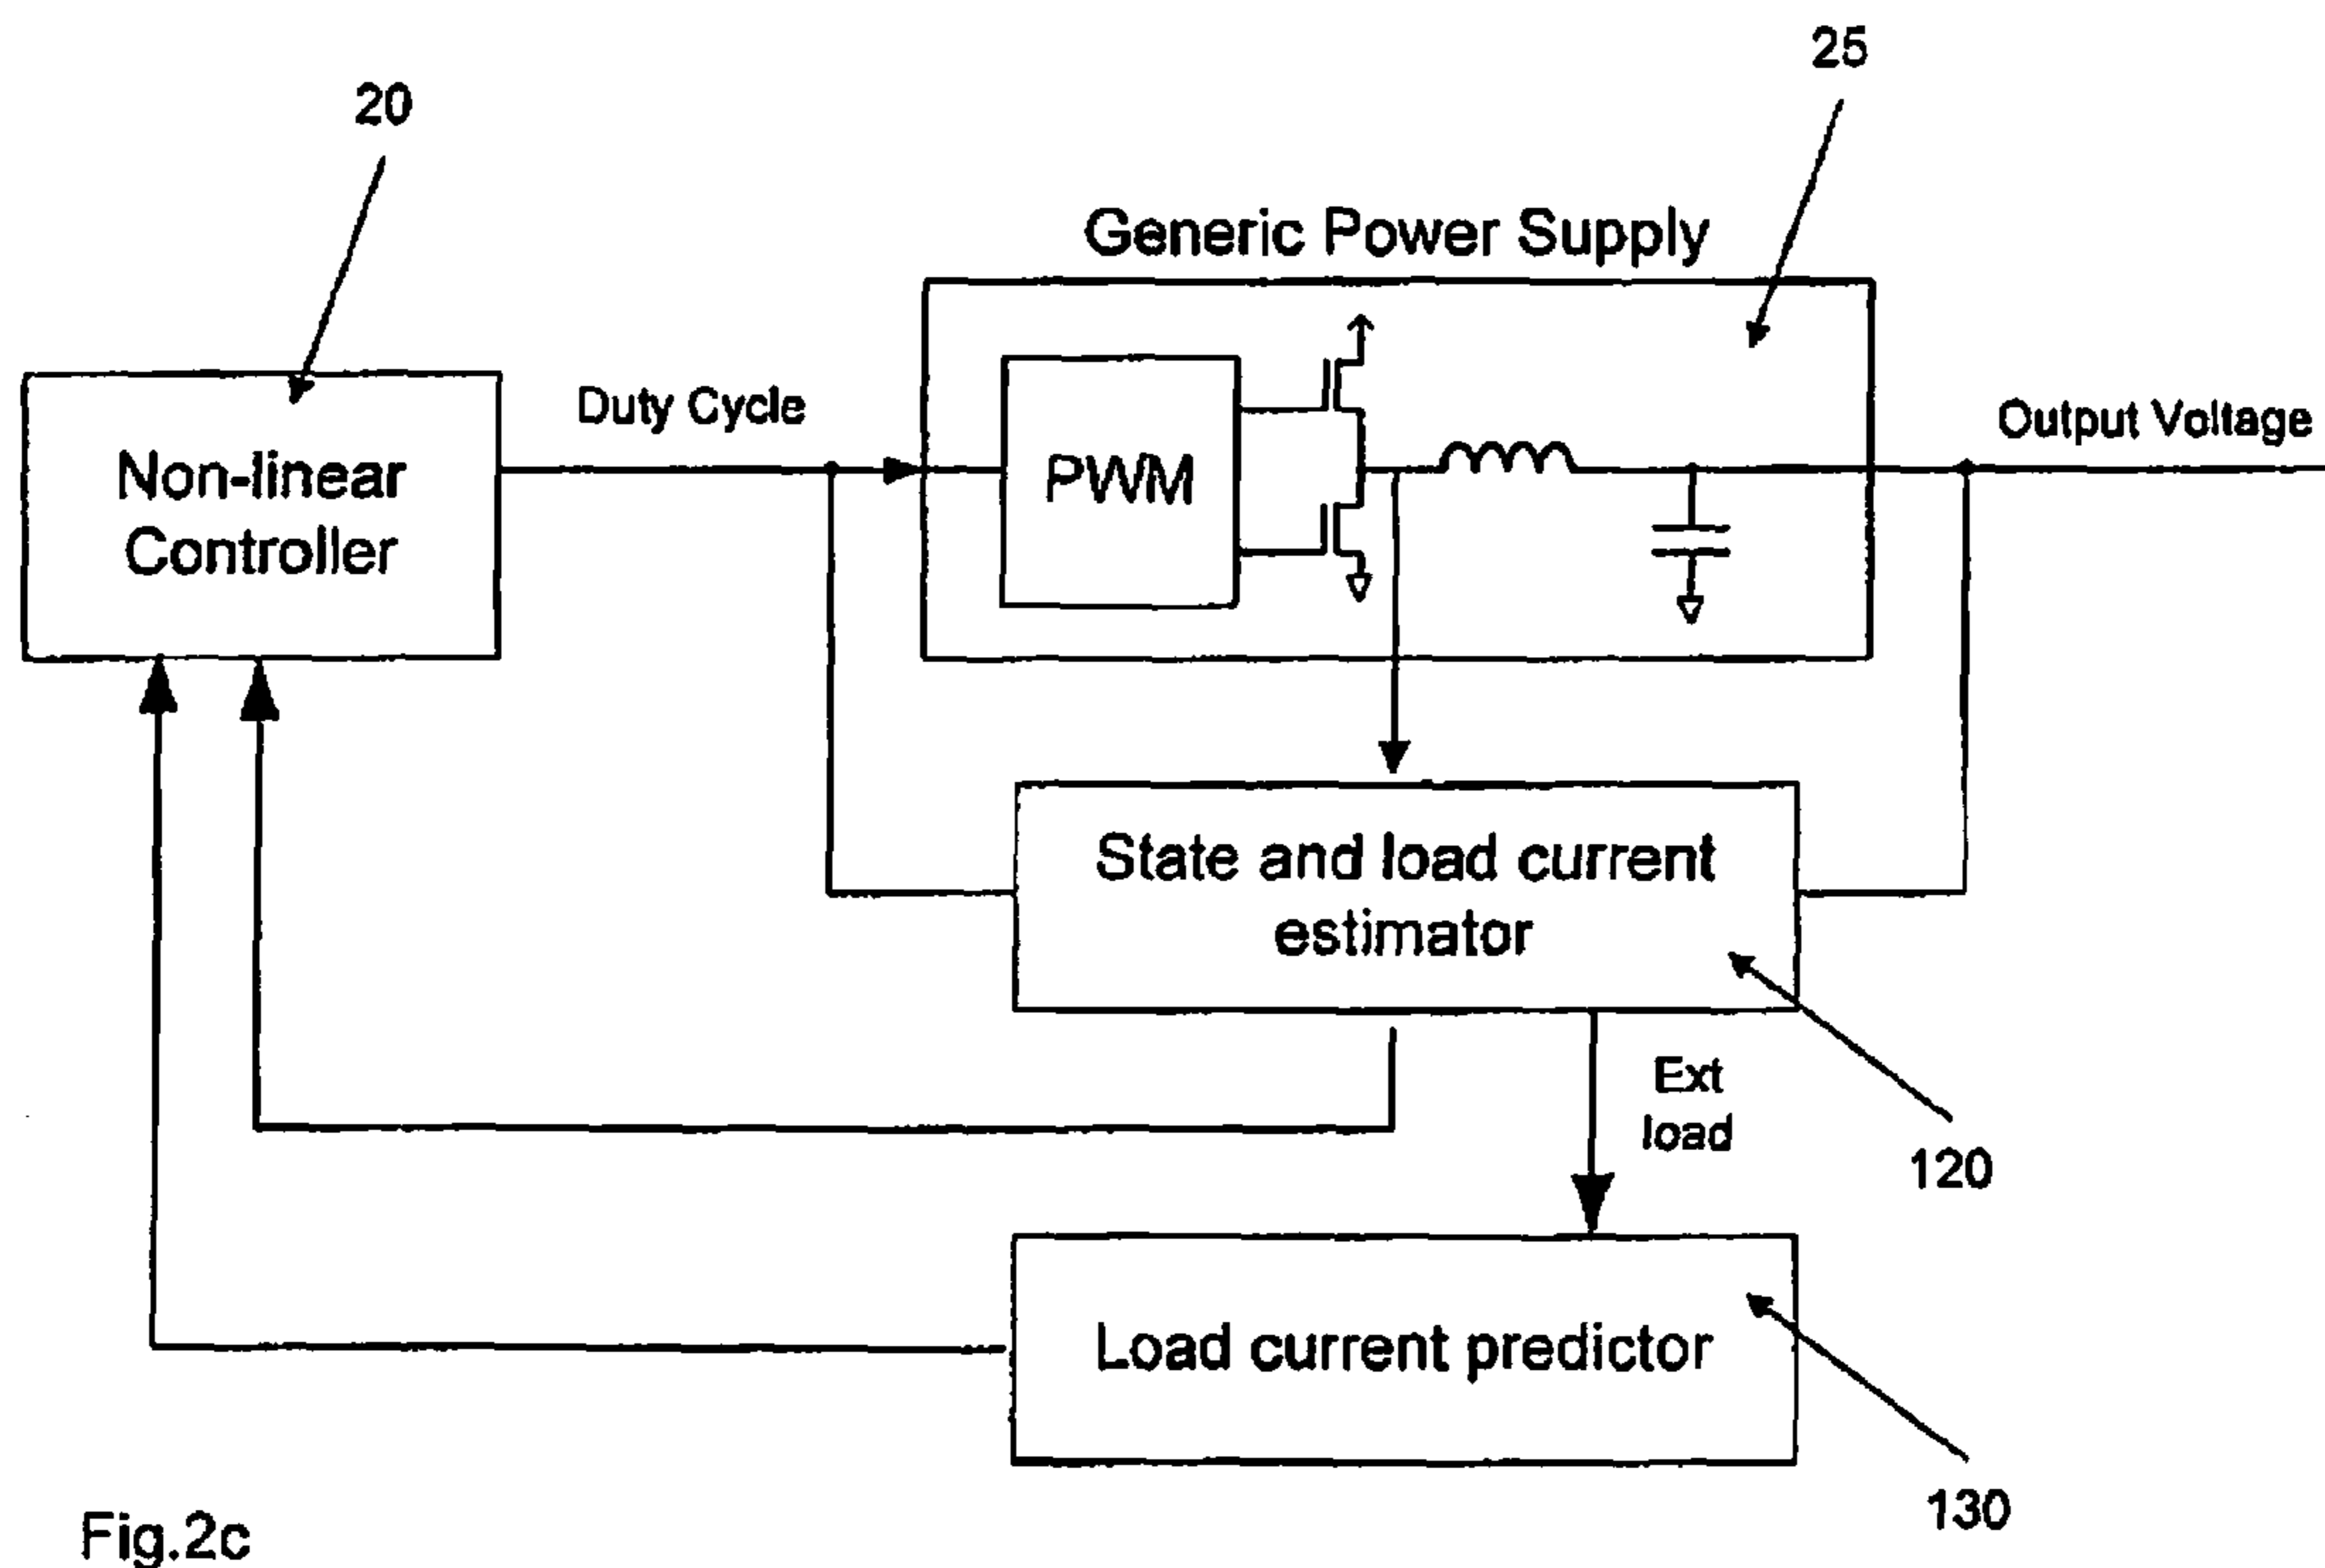 25
20
Generic Power Supply
Duty Cycle
Output Voltage
Non-linear
Controller
PWM
State and load current
estimator
Ext
load
120
Load current predictor
130
Fig.2c